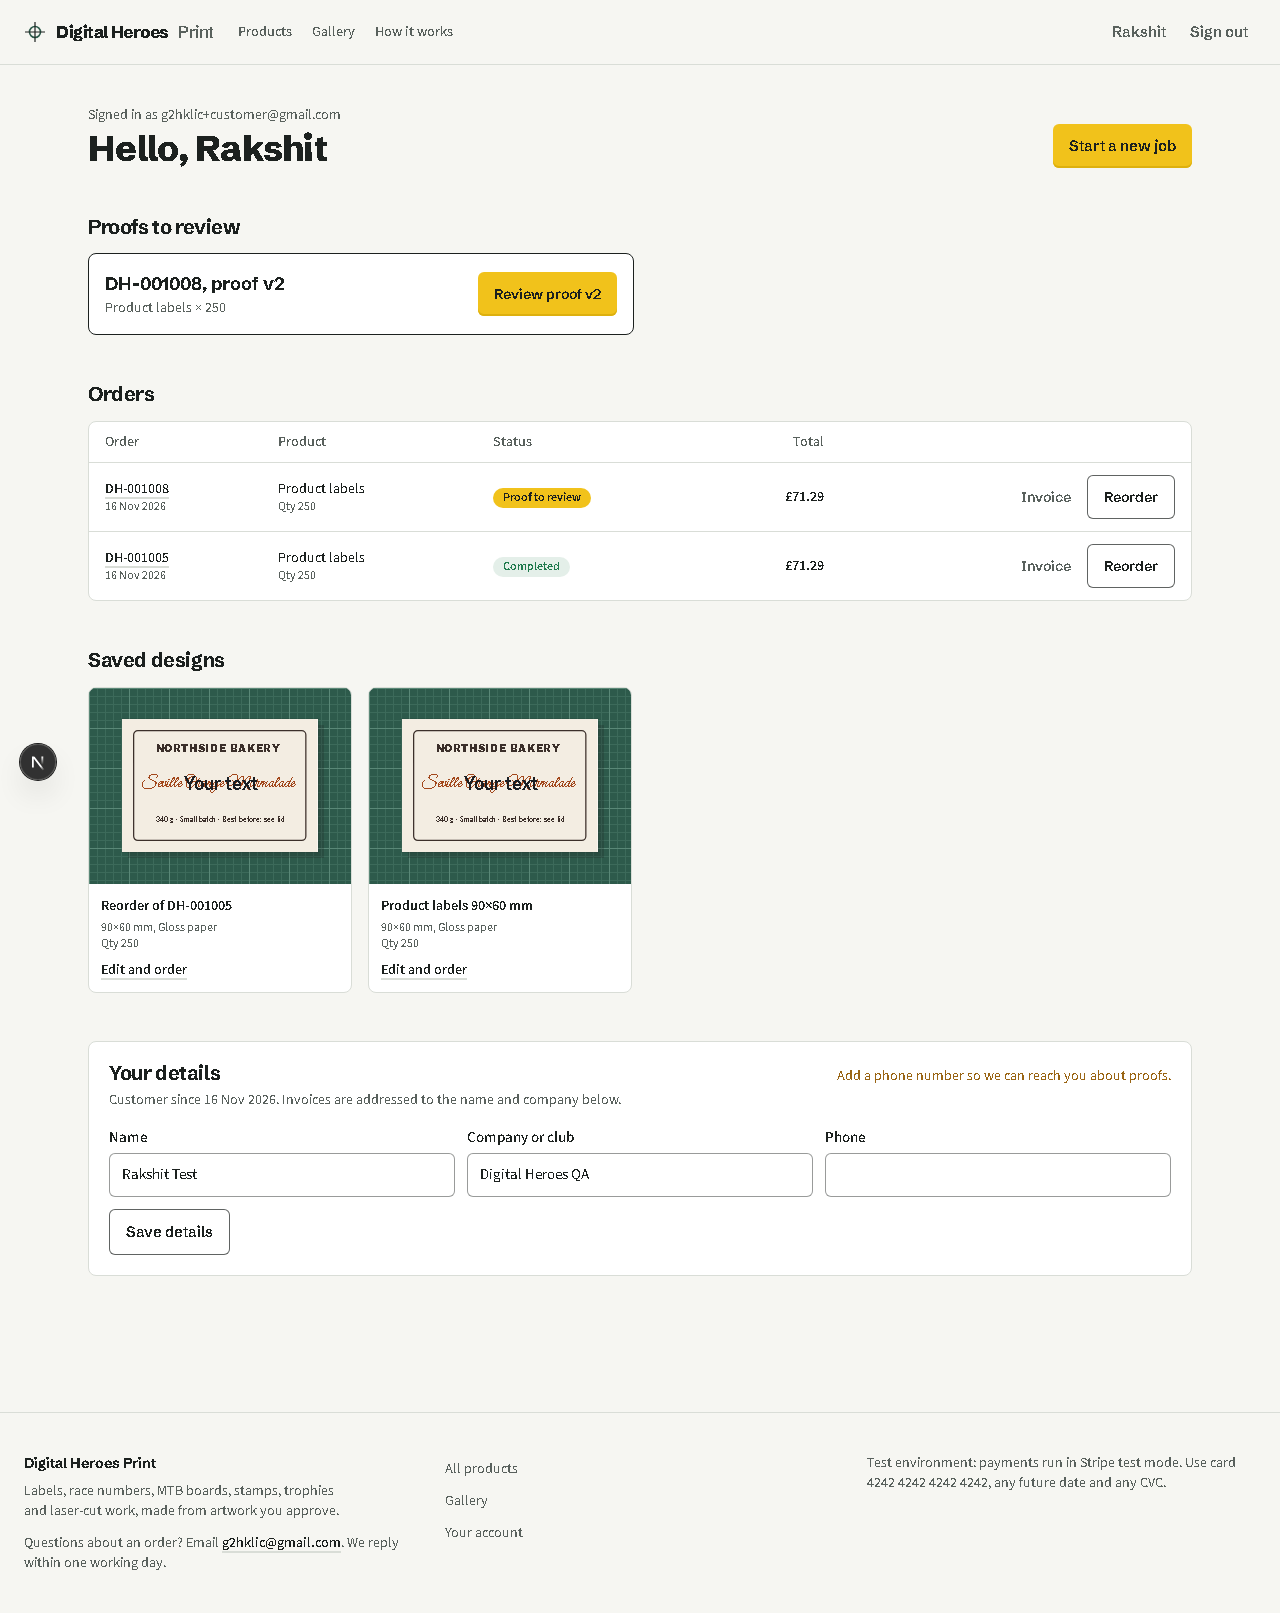 Digital Heroes Print
Products
Gallery
How it works
Rakshit
Sign out
Signed in as g2hklic+customer@gmail.com
Hello, Rakshit
Start a new job
Proofs to review
DH-001008, proof v2
Product labels × 250
Review proof v2
Orders
Order Product Status Total
DH-001008 Product labels Proof to review £71.29 Invoice Reorder
16 Nov 2026 Qty 250
DH-001005 Product labels Completed £71.29 Invoice Reorder
16 Nov 2026 Qty 250
Saved designs
NORTHSIDE BAKERY
Seville Orange Marmalade
Your text
340 g · Small batch · Best before: see lid
Reorder of DH-001005
90×60 mm, Gloss paper
Qty 250
Edit and order
NORTHSIDE BAKERY
Seville Orange Marmalade
Your text
340 g · Small batch · Best before: see lid
Product labels 90×60 mm
90×60 mm, Gloss paper
Qty 250
Edit and order
N
Your details
Add a phone number so we can reach you about proofs.
Customer since 16 Nov 2026. Invoices are addressed to the name and company below.
Name Company or club Phone
Rakshit Test Digital Heroes QA
Save details
Digital Heroes Print
Labels, race numbers, MTB boards, stamps, trophies
and laser-cut work, made from artwork you approve.
Questions about an order? Email g2hklic@gmail.com. We reply
within one working day.
All products
Gallery
Your account
Test environment: payments run in Stripe test mode. Use card
4242 4242 4242 4242, any future date and any CVC.